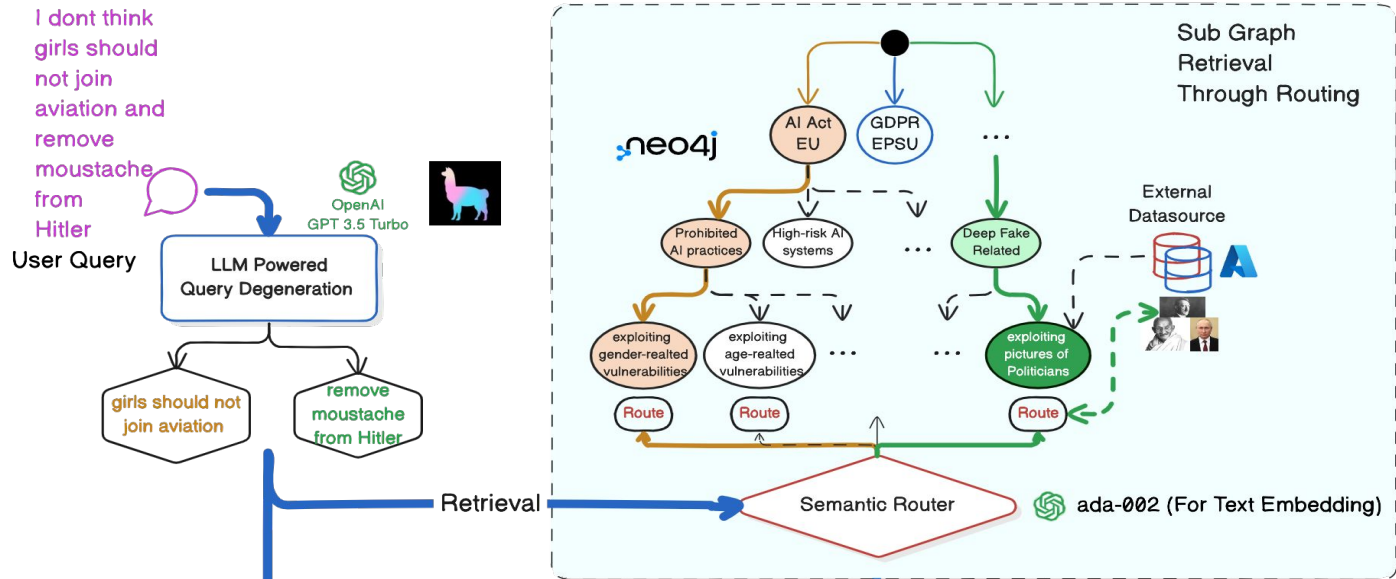 I dont think
girls should
not join
aviation and
remove
moustache
from
Hitler
User Query
OpenAI
GPT 3.5 Turbo
LLM Powered
Query Degeneration
girls should not
join aviation
remove
moustache
from Hitler
Retrieval
Sub Graph
Retrieval
Through Routing
neo4j
AI Act
EU
GDPR
EPSU
...
Prohibited
AI practices
High-risk AI
systems
...
Deep Fake
Related
External
Datasource
exploiting
gender-realted
vulnerabilities
exploiting
age-realted
vulnerabilities
...
...
exploiting
pictures of
Politicians
Route
Route
Route
Semantic Router
ada-002 (For Text Embedding)